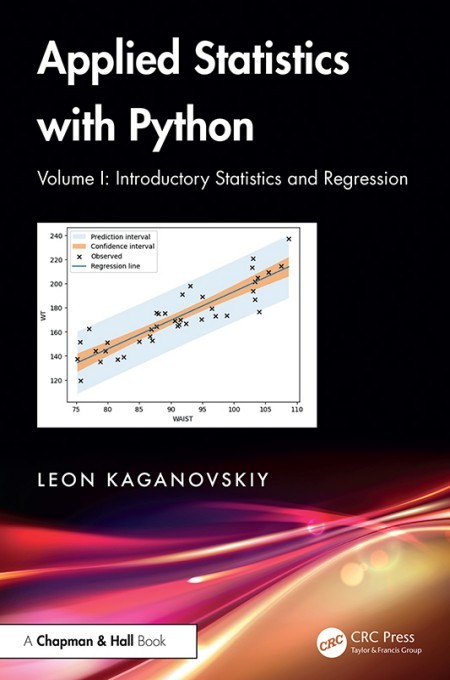 Applied Statistics
with Python
Volume I: Introductory Statistics and Regression
Prediction interval
Confidence interval
Observed
Regression line
240
220
200
180
160
140
120
WT
75
80
85
90
95
100
105
110
WAIST
LEON KAGANOVSKIY
A Chapman & Hall Book
CRC
CRC Press
Taylor & Francis Group